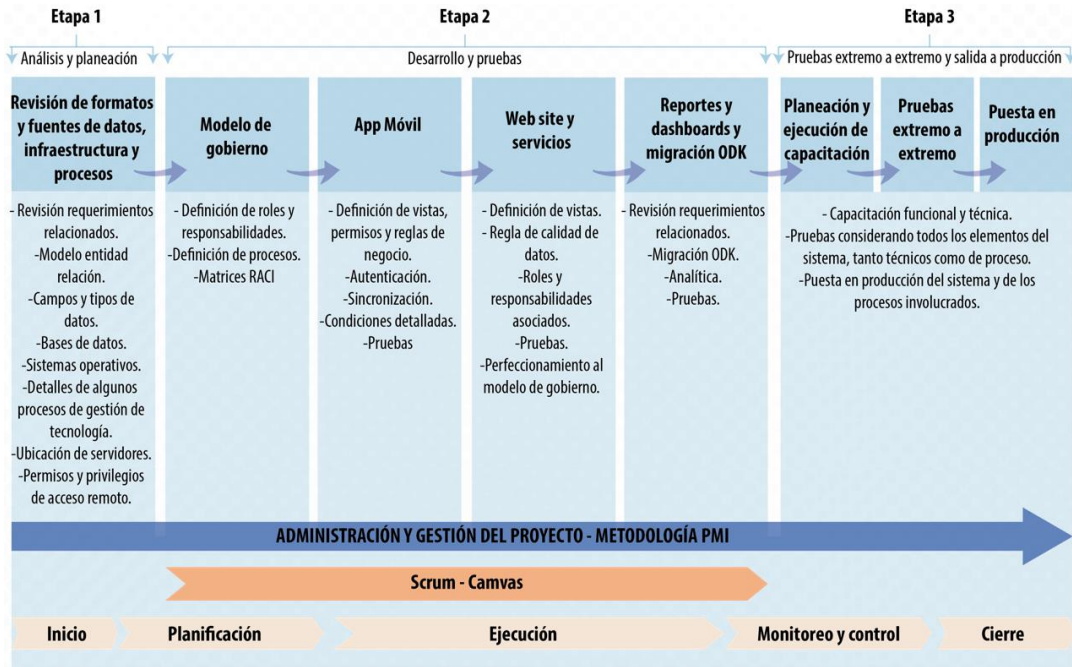 Etapa 1
Etapa 2
Etapa 3
Análisis y planeación
Desarrollo y pruebas
Pruebas extremo a extremo y salida a producción
Revisión de formatos
y fuentes de datos,
infraestructura y
procesos
Modelo de
gobierno
App Móvil
Web site y
servicios
Reportes y
dashboards y
migración ODK
Planeación y
ejecución de
capacitación
Pruebas
extremo a
extremo
Puesta en
producción
- Revisión requerimientos
relacionados.
-Modelo entidad
relación.
-Campos y tipos de
datos.
-Bases de datos.
-Sistemas operativos.
-Detalles de algunos
procesos de gestión de
tecnología.
-Ubicación de servidores.
-Permisos y privilegios
de acceso remoto.
- Definición de roles y
responsabilidades.
-Definición de procesos.
-Matrices RACI
- Definición de vistas,
permisos y reglas de
negocio.
-Autenticación.
-Sincronización.
-Condiciones detalladas.
-Pruebas
- Definición de vistas.
- Regla de calidad de
datos.
-Roles y
responsabilidades
asociados.
-Pruebas.
-Perfeccionamiento al
modelo de gobierno.
- Revisión requerimientos
relacionados.
-Migración ODK.
-Analítica.
-Pruebas.
- Capacitación funcional y técnica.
-Pruebas considerando todos los elementos del
sistema, tanto técnicos como de proceso.
-Puesta en producción del sistema y de los
procesos involucrados.
ADMINISTRACIÓN Y GESTIÓN DEL PROYECTO - METODOLOGÍA PMI
Scrum - Camvas
Inicio
Planificación
Ejecución
Monitoreo y control
Cierre